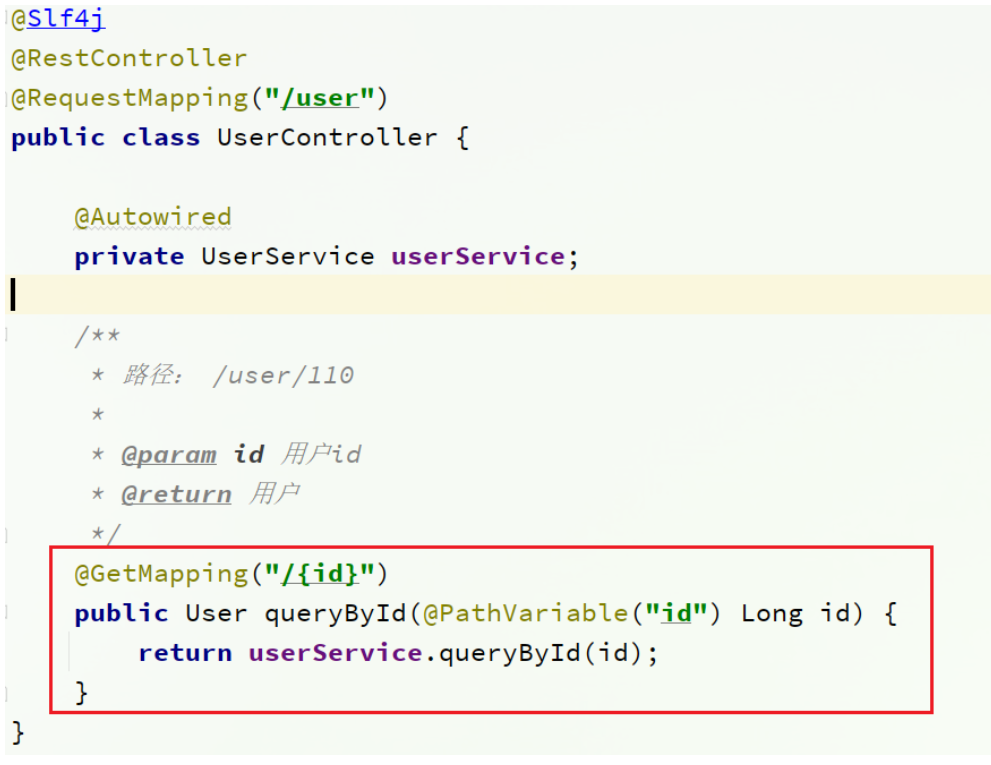 @Slf4j
@RestController
@RequestMapping("/user")
public class UserController {
@Autowired
private UserService userService;
/**
* 路径： /user/110
*
* @param id 用户id
* @return 用户
*/
@GetMapping("/{id}")
public User queryById(@PathVariable("id") Long id) {
return userService.queryById(id);
}
}